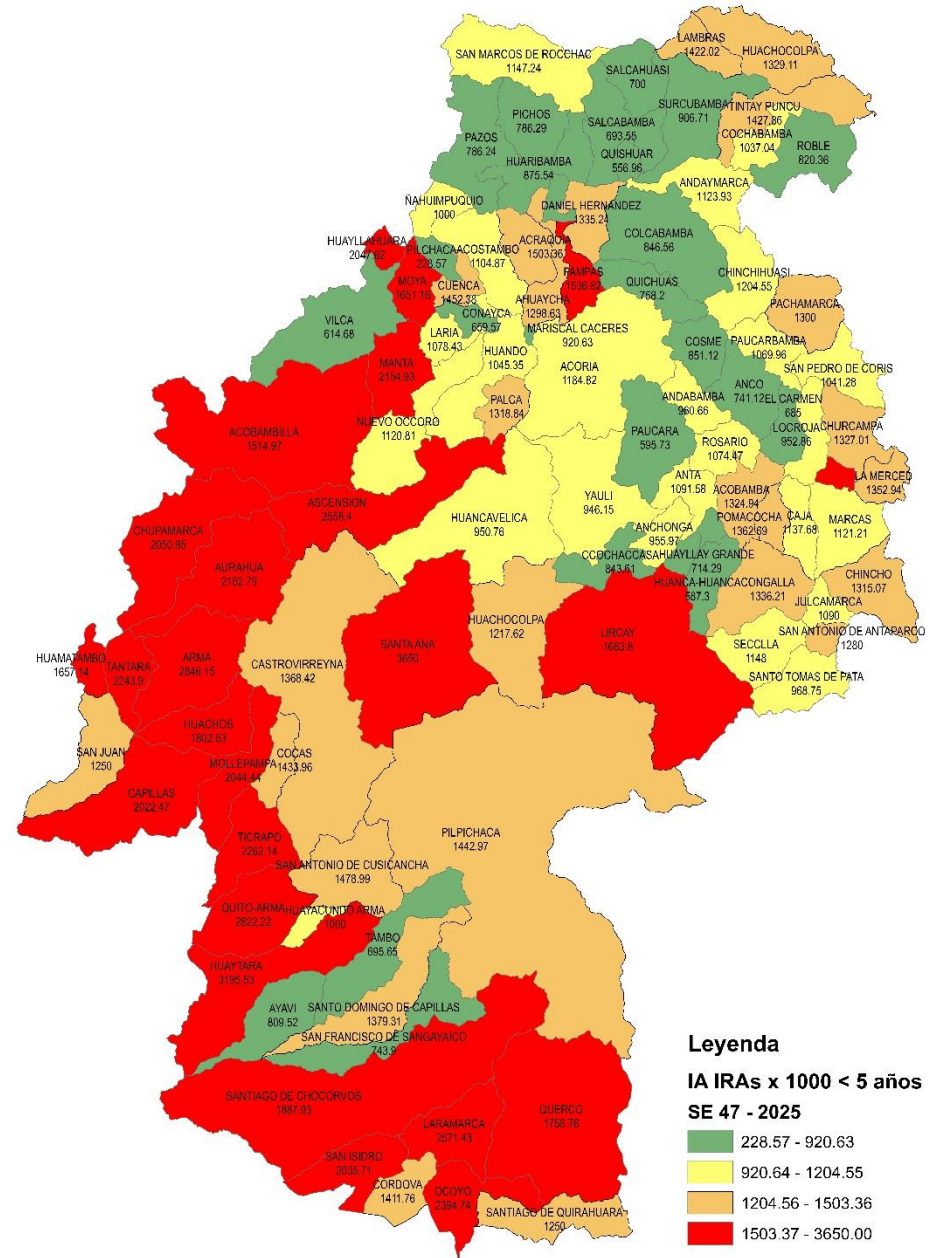 LAMBRAS
1422.02
HUACHOCOLPA
1329.11
SAN MARCOS DE ROCCHAC
1147.24
SALCAHUASI
700
SURCUBAMBA
906.71
TINTAY PUNCU
1427.86
PICHOS
786.29
SALCABAMBA
693.55
COCHABAMBA
1037.04
ROBLE
820.36
PAZOS
786.24
QUISHUAR
556.96
HUARIBAMBA
875.54
ANDAYMARCA
1123.93
ÑAHUIMPUQUIO
1000
DANIEL HERNANDEZ
1335.24
COLCABAMBA
846.56
HUAYLLAHUARA
2047.62
PILCHACA
228.57
ACOSTAMBO
1104.87
ACRAQUIA
1503.36
PAMPAS
1536.82
CHINCHIHUASI
1204.55
MOYA
1651.16
CUENCA
1452.38
QUICHUAS
758.2
PACHAMARCA
1300
AHUAYCHA
1298.63
VILCA
614.68
CONAYCA
659.57
LARIA
1078.43
MARISCAL CACERES
920.63
COSME
851.12
PAUCARBAMBA
1069.96
HUANDO
1045.35
ACORIA
1184.82
SAN PEDRO DE CORIS
1041.28
MANTA
2154.93
ANCO
741.12
EL CARMEN
685
ANDABAMBA
960.66
PALCA
1318.84
NUEVO OCCORO
1120.81
PAUCARA
595.73
LOCROJA
952.86
CHURCAMPA
1327.01
ACOBAMBILLA
1514.97
ROSARIO
1074.47
LA MERCED
1352.94
ANTA
1091.58
ACOBAMBA
1324.94
ASCENSION
2558.4
YAULI
946.15
HUANCAVELICA
950.76
POMACOCHA
1362.69
CAJA
1137.68
MARCAS
1121.21
CHUPAMARCA
2050.85
ANCHONGA
955.97
CCOCHACCASA
843.61
HUAYLLAY GRANDE
714.29
AURAHUA
2162.79
HUANCA-HUANCA
587.3
CONGALLA
1336.21
CHINCHO
1315.07
JULCAMARCA
1090
HUACHOCOLPA
1217.62
LIRCAY
1683.8
SAN ANTONIO DE ANTAPARCO
1280
HUAMATAMBO
1657.14
TANTARA
2243.9
ARMA
2846.15
CASTROVIRREYNA
1368.42
SANTA ANA
3650
SECCLLA
1148
SANTO TOMAS DE PATA
968.75
HUACHOS
1802.63
SAN JUAN
1250
MOLLEPAMPA
2044.44
COCAS
1433.96
CAPILLAS
2022.47
TICRAPO
2262.14
PILPICHACA
1442.97
SAN ANTONIO DE CUSICANCHA
1478.99
QUITO-ARMA
2822.22
HUAYACUNDO ARMA
1000
TAMBO
695.65
HUAYTARA
3195.53
AYAVI
809.52
SANTO DOMINGO DE CAPILLAS
1379.31
SAN FRANCISCO DE SANGAYAICO
743.9
SANTIAGO DE CHOCORVOS
1887.93
QUERCO
1756.76
LARAMARCA
2571.43
SAN ISIDRO
2035.71
CORDOVA
1411.76
OCOYO
2394.74
SANTIAGO DE QUIRAHUARA
1250
Leyenda
IA IRAs x 1000 < 5 años
SE 47 - 2025
228.57 - 920.63
920.64 - 1204.55
1204.56 - 1503.36
1503.37 - 3650.00